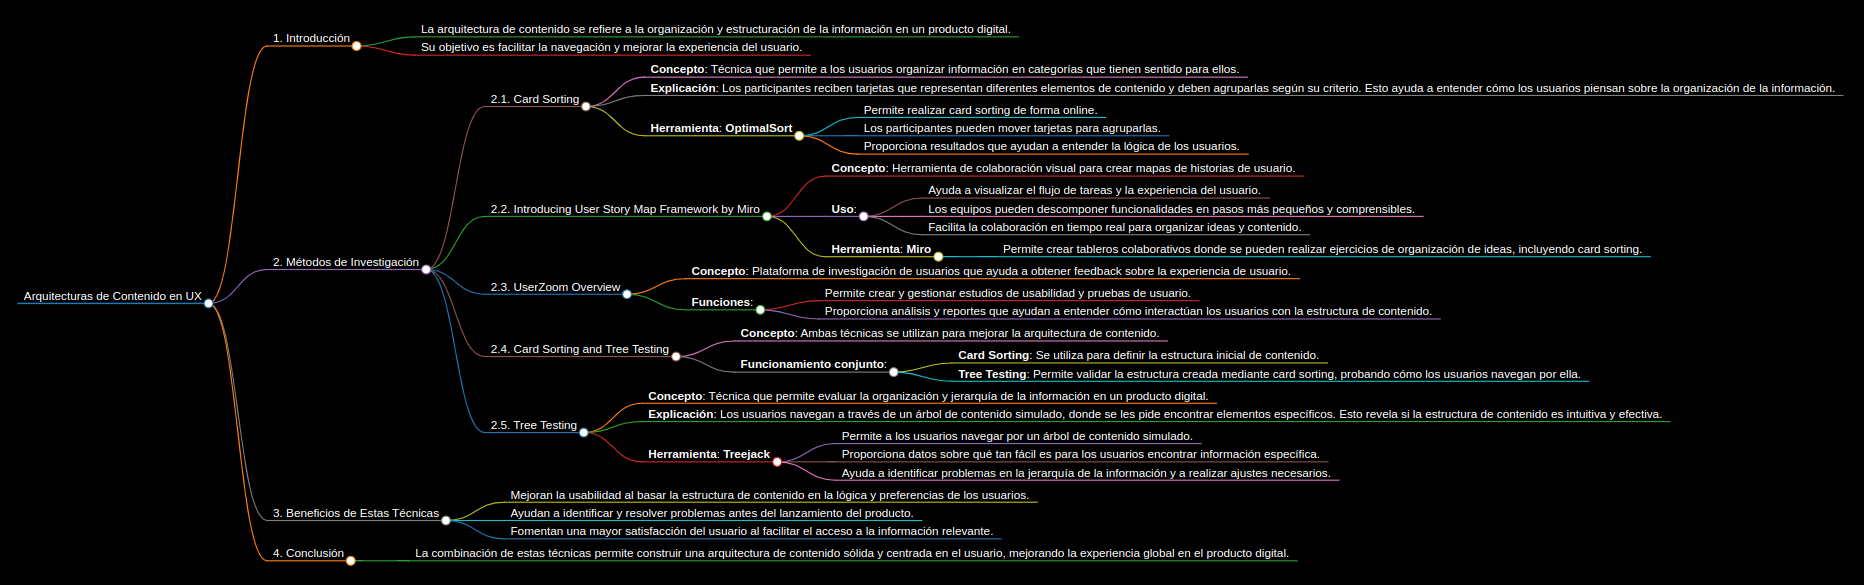 Arquitecturas de Contenido en UX
1. Introducción
La arquitectura de contenido se refiere a la organización y estructuración de la información en un producto digital.
Su objetivo es facilitar la navegación y mejorar la experiencia del usuario.
2. Métodos de Investigación
2.1. Card Sorting
Concepto: Técnica que permite a los usuarios organizar información en categorías que tienen sentido para ellos.
Explicación: Los participantes reciben tarjetas que representan diferentes elementos de contenido y deben agruparlas según su criterio. Esto ayuda a entender cómo los usuarios piensan sobre la organización de la información.
Herramienta: OptimalSort
Permite realizar card sorting de forma online.
Los participantes pueden mover tarjetas para agruparlas.
Proporciona resultados que ayudan a entender la lógica de los usuarios.
2.2. Introducing User Story Map Framework by Miro
Concepto: Herramienta de colaboración visual para crear mapas de historias de usuario.
Uso:
Ayuda a visualizar el flujo de tareas y la experiencia del usuario.
Los equipos pueden descomponer funcionalidades en pasos más pequeños y comprensibles.
Facilita la colaboración en tiempo real para organizar ideas y contenido.
Herramienta: Miro
Permite crear tableros colaborativos donde se pueden realizar ejercicios de organización de ideas, incluyendo card sorting.
2.3. UserZoom Overview
Concepto: Plataforma de investigación de usuarios que ayuda a obtener feedback sobre la experiencia de usuario.
Funciones:
Permite crear y gestionar estudios de usabilidad y pruebas de usuario.
Proporciona análisis y reportes que ayudan a entender cómo interactúan los usuarios con la estructura de contenido.
2.4. Card Sorting and Tree Testing
Concepto: Ambas técnicas se utilizan para mejorar la arquitectura de contenido.
Funcionamiento conjunto:
Card Sorting: Se utiliza para definir la estructura inicial de contenido.
Tree Testing: Permite validar la estructura creada mediante card sorting, probando cómo los usuarios navegan por ella.
2.5. Tree Testing
Concepto: Técnica que permite evaluar la organización y jerarquía de la información en un producto digital.
Explicación: Los usuarios navegan a través de un árbol de contenido simulado, donde se les pide encontrar elementos específicos. Esto revela si la estructura de contenido es intuitiva y efectiva.
Herramienta: Treejack
Permite a los usuarios navegar por un árbol de contenido simulado.
Proporciona datos sobre qué tan fácil es para los usuarios encontrar información específica.
Ayuda a identificar problemas en la jerarquía de la información y a realizar ajustes necesarios.
3. Beneficios de Estas Técnicas
Mejoran la usabilidad al basar la estructura de contenido en la lógica y preferencias de los usuarios.
Ayudan a identificar y resolver problemas antes del lanzamiento del producto.
Fomentan una mayor satisfacción del usuario al facilitar el acceso a la información relevante.
4. Conclusión
La combinación de estas técnicas permite construir una arquitectura de contenido sólida y centrada en el usuario, mejorando la experiencia global en el producto digital.